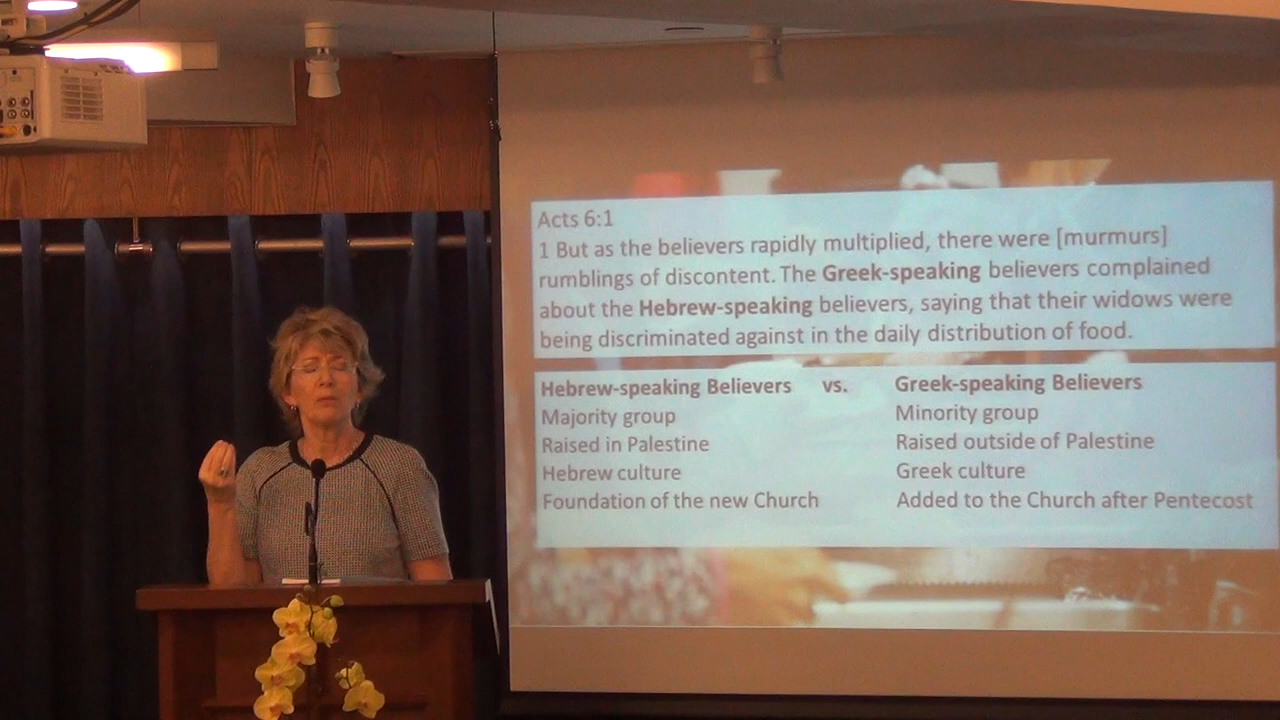 Acts 6:1
1 But as the believers rapidly multiplied, there were [murmurs]
rumblings of discontent. The Greek-speaking believers complained
about the Hebrew-speaking believers, saying that their widows were
being discriminated against in the daily distribution of food.
Hebrew-speaking Believers vs. Greek-speaking Believers
Majority group Minority group
Raised in Palestine Raised outside of Palestine
Hebrew culture Greek culture
Foundation of the new Church Added to the Church after Pentecost